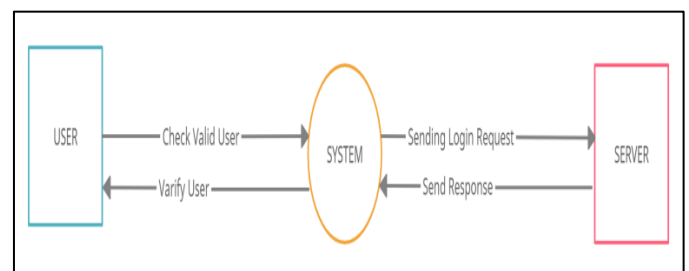 USER
Check Valid User
Varify User
SYSTEM
Sending Login Request
Send Response
SERVER